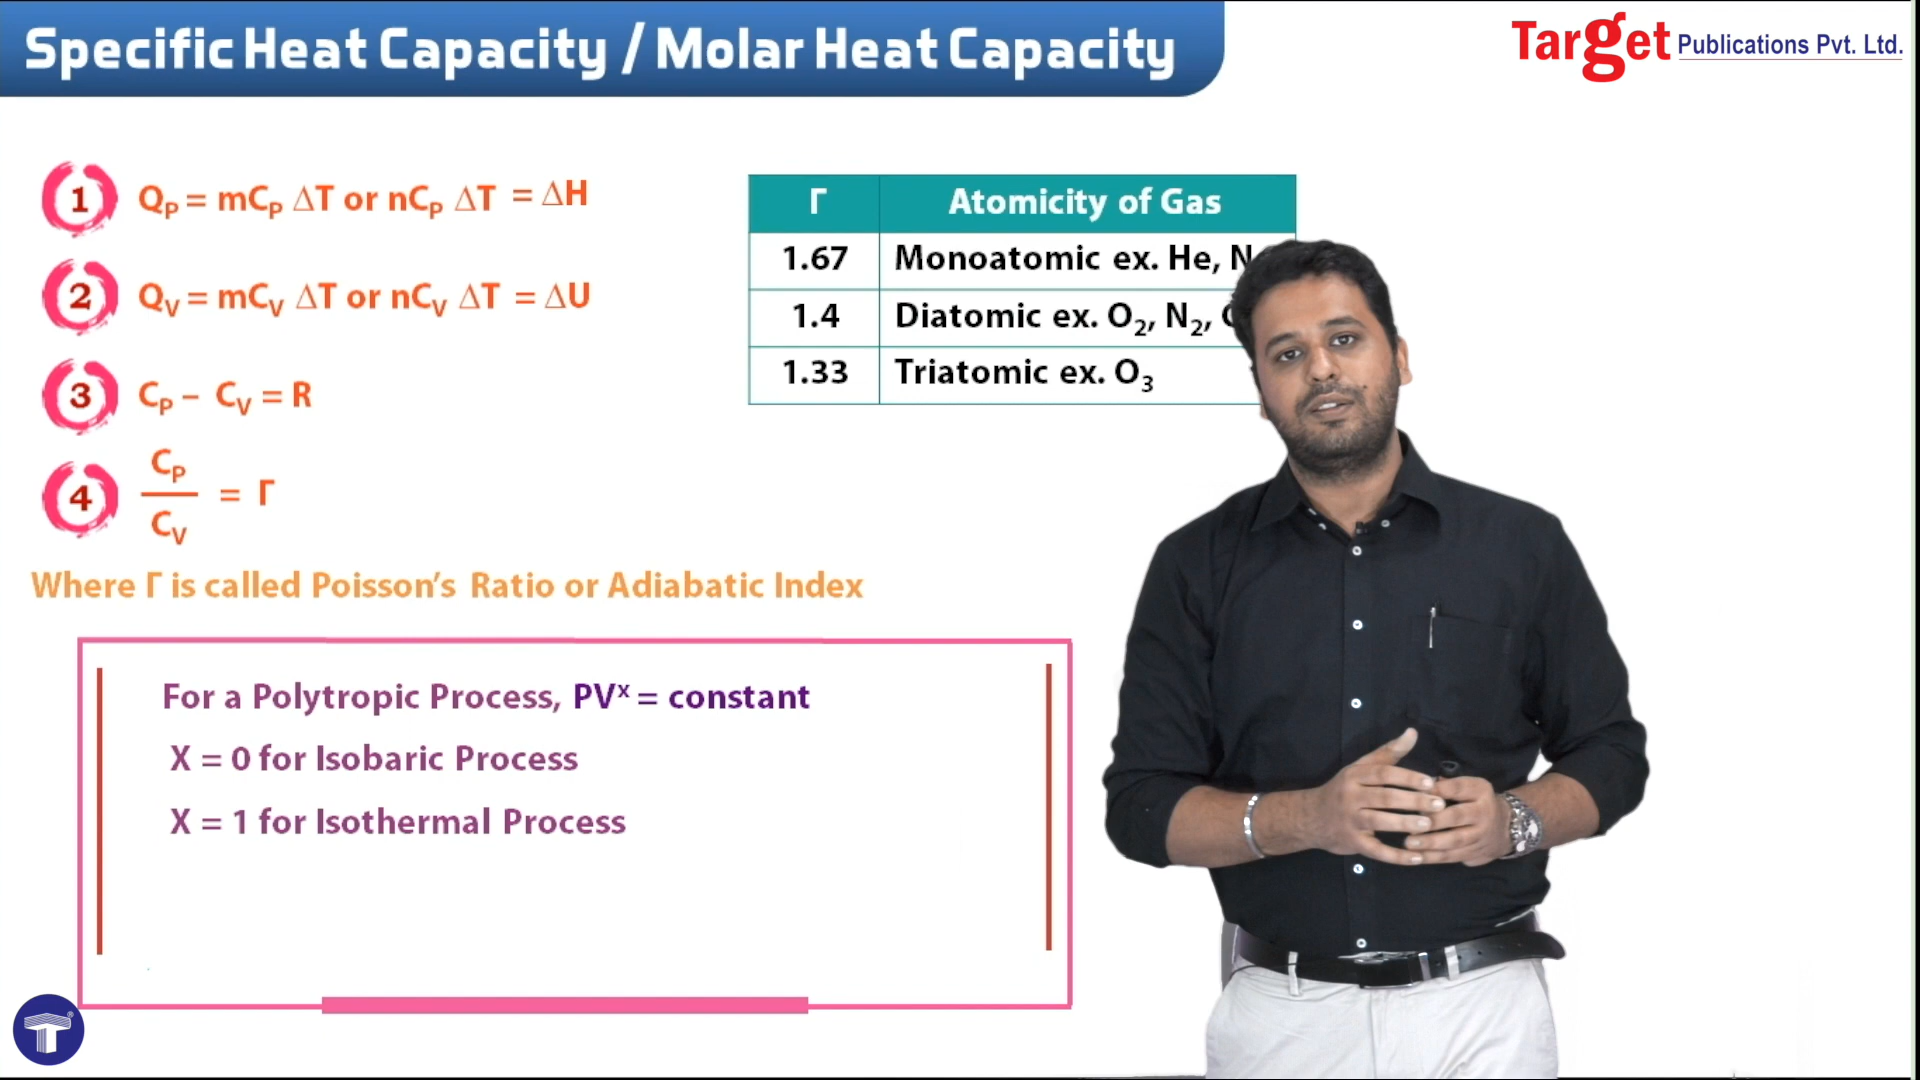 Specific Heat Capacity / Molar Heat Capacity
Target Publications Pvt. Ltd.
1 Qₚ = mCₚ ΔT or nCₚ ΔT = ΔH
2 Qᵥ = mCᵥ ΔT or nCᵥ ΔT = ΔU
3 Cₚ – Cᵥ = R
4 Cₚ
Cᵥ = Γ
Where Γ is called Poisson's Ratio or Adiabatic Index
Γ Atomicity of Gas
1.67 Monoatomic ex. He,
1.4 Diatomic ex. O₂, N₂,
1.33 Triatomic ex. O₃
For a Polytropic Process, PVˣ = constant
X = 0 for Isobaric Process
X = 1 for Isothermal Process
T